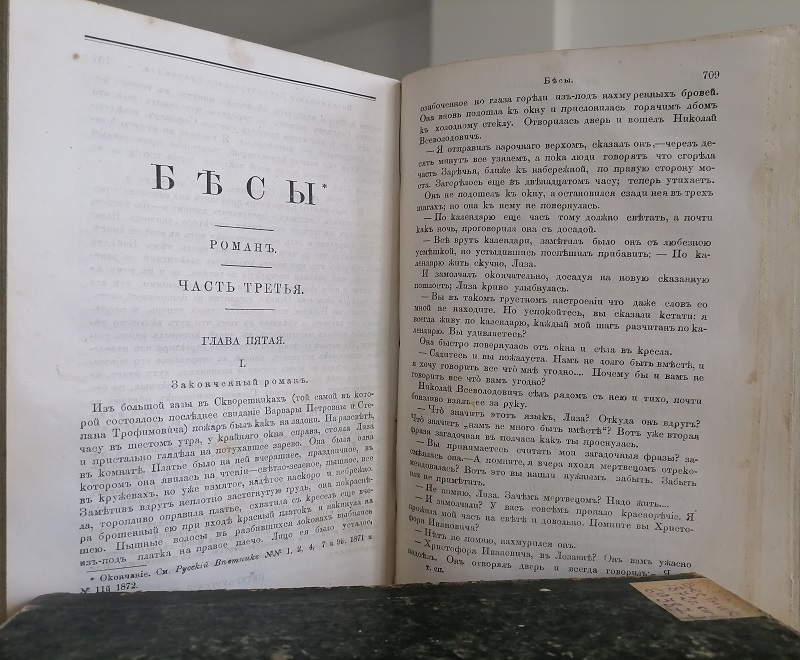 БѢСЫ*
РОМАНЪ.
ЧАСТЬ ТРЕТЬЯ.
ГЛАВА ПЯТАЯ.
I.
Законченный романъ.
Изъ большой залы въ Скворешникахъ (той самой въ кото-
рой состоялось послѣднее свиданіе Варвары Петровны и Сте-
пана Трофимовича) пожаръ былъ какъ на ладони. На разсвѣтѣ,
часу въ шестомъ утра, у крайняго окна справа, стояла Лиза
и пристально глядѣла на потухавшее зарево. Она была одна
въ комнатѣ. Платье было на ней вчерашнее, праздничное, въ
которомъ она явилась на чтеніи—свѣтло-зеленое, пышное, все
въ кружевахъ, но уже измятое, надѣтое наскоро и небрежно.
Замѣтивъ вдругъ неплотно застегнутую грудь, она покраснѣ-
ла, торопливо оправила платье, схватила съ креселъ еще вче-
ра брошенный ею при входѣ красный платокъ и накинула на
шею. Пышные волосы въ разбившихся локонахъ выбились
изъ-подъ платка на правое плечо. Лицо ея было усталое,
* Окончаніе. См. Русскій Вѣстникъ №№ 1, 2, 4, 7 и 9й, 1871 и
№ 11й 1872.
Бѣсы. 709
озабоченное но глаза горѣли изъ-подъ нахмуренныхъ бровей.
Она вновь подошла къ окну и прислонилась горячимъ лбомъ
къ холодному стеклу. Отворилась дверь и вошелъ Николай
Всеволодовичъ.
— Я отправилъ нарочнаго верхомъ, сказалъ онъ,—черезъ де-
сять минутъ все узнаемъ, а пока люди говорятъ что сгорѣла
часть Зарѣчья, ближе къ набережной, по правую сторону мо-
ста. Загорѣлось еще въ двѣнадцатомъ часу; теперь утихаетъ.
Онъ не подошелъ къ окну, а остановился сзади нея въ трехъ
шагахъ; но она къ нему не повернулась.
— По календарю еще часъ тому должно свѣтать, а почти
какъ ночь, проговорила она съ досадой.
— Всѣ врутъ календари, замѣтилъ было онъ съ любезною
усмѣшкой, но устыдившись поспѣшилъ прибавить; — По ка-
лендарю жить скучно, Лиза.
И замолчалъ окончательно, досадуя на новую сказанную
пошлость; Лиза криво улыбнулась.
— Вы въ такомъ грустномъ настроеніи что даже словъ со
мной не находите. Но успокойтесь, вы сказали кстати: я
всегда живу по календарю, каждый мой шагъ разчитанъ по ка-
лендарю. Вы удивляетесь?
Она быстро повернулась отъ окна и сѣла въ кресла.
— Садитесь и вы пожалуста. Намъ не долго быть вмѣстѣ, и
я хочу говорить все что мнѣ угодно.... Почему бы и вамъ не
говорить все что вамъ угодно?
Николай Всеволодовичъ сѣлъ рядомъ съ нею и тихо, почти
боязливо взялъ ее за руку.
— Что значитъ этотъ языкъ, Лиза? Откуда онъ вдругъ?
Что значитъ „намъ не много быть вмѣстѣ“? Вотъ уже вторая
фраза загадочная въ полчаса какъ ты проснулась.
— Вы принимаетесь считать мои загадочныя фразы? за-
смѣялась она.—А помните, я вчера входя мертвецомъ отреко-
мендовалась? Вотъ это вы нашли нужнымъ забыть. Забыть
или не примѣтить.
— Не помню, Лиза. Зачѣмъ мертвецомъ? Надо жить....
— И замолчали? У васъ совсѣмъ пропало краснорѣчіе. Я
прожила мой часъ на свѣтѣ и довольно. Помните вы Христо-
фора Ивановича?
— Нѣтъ не помню, нахмурился онъ.
— Христофора Ивановича, въ Лозаннѣ? Онъ вамъ ужасно
надоѣлъ. Онъ отворялъ дверь и всегда говорилъ: